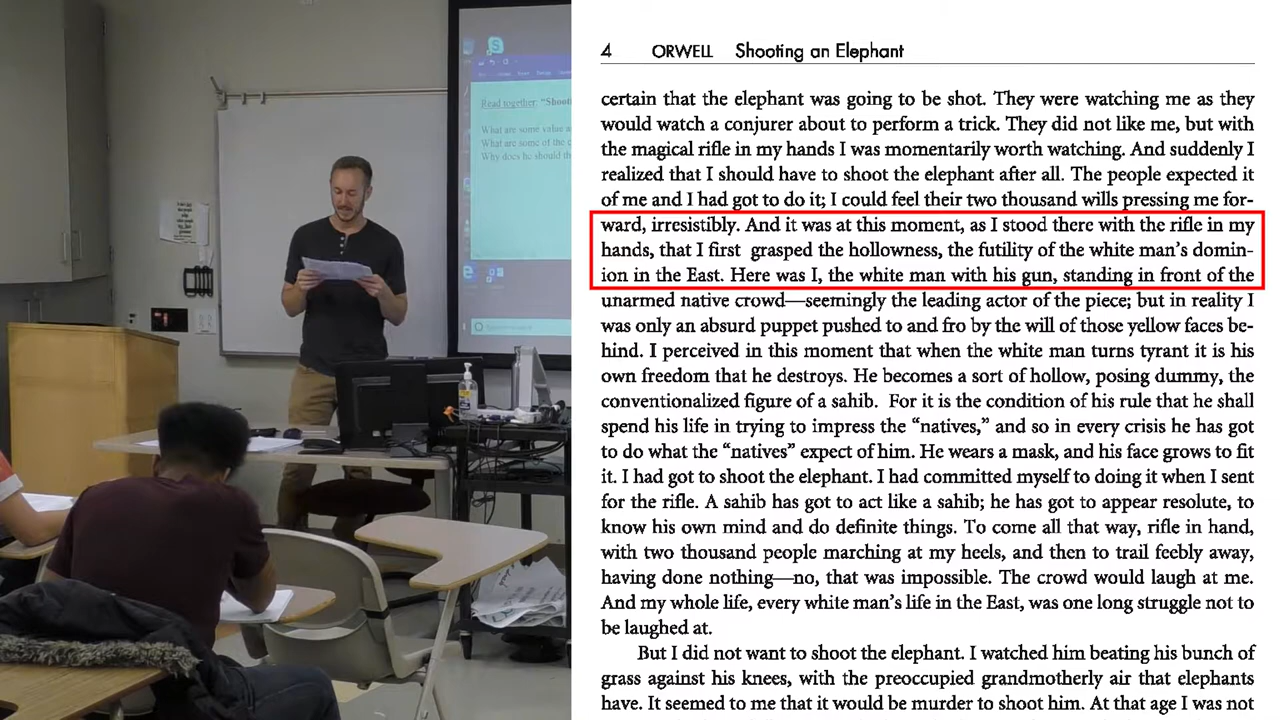 Read together: "Shoot
What are some value a
What are some of the c
Why does he should th
4 ORWELL Shooting an Elephant
certain that the elephant was going to be shot. They were watching me as they
would watch a conjurer about to perform a trick. They did not like me, but with
the magical rifle in my hands I was momentarily worth watching. And suddenly I
realized that I should have to shoot the elephant after all. The people expected it
of me and I had got to do it; I could feel their two thousand wills pressing me for-
ward, irresistibly. And it was at this moment, as I stood there with the rifle in my
hands, that I first grasped the hollowness, the futility of the white man's domin-
ion in the East. Here was I, the white man with his gun, standing in front of the
unarmed native crowd—seemingly the leading actor of the piece; but in reality I
was only an absurd puppet pushed to and fro by the will of those yellow faces be-
hind. I perceived in this moment that when the white man turns tyrant it is his
own freedom that he destroys. He becomes a sort of hollow, posing dummy, the
conventionalized figure of a sahib. For it is the condition of his rule that he shall
spend his life in trying to impress the "natives," and so in every crisis he has got
to do what the "natives" expect of him. He wears a mask, and his face grows to fit
it. I had got to shoot the elephant. I had committed myself to doing it when I sent
for the rifle. A sahib has got to act like a sahib; he has got to appear resolute, to
know his own mind and do definite things. To come all that way, rifle in hand,
with two thousand people marching at my heels, and then to trail feebly away,
having done nothing—no, that was impossible. The crowd would laugh at me.
And my whole life, every white man's life in the East, was one long struggle not to
be laughed at.
But I did not want to shoot the elephant. I watched him beating his bunch of
grass against his knees, with the preoccupied grandmotherly air that elephants
have. It seemed to me that it would be murder to shoot him. At that age I was not